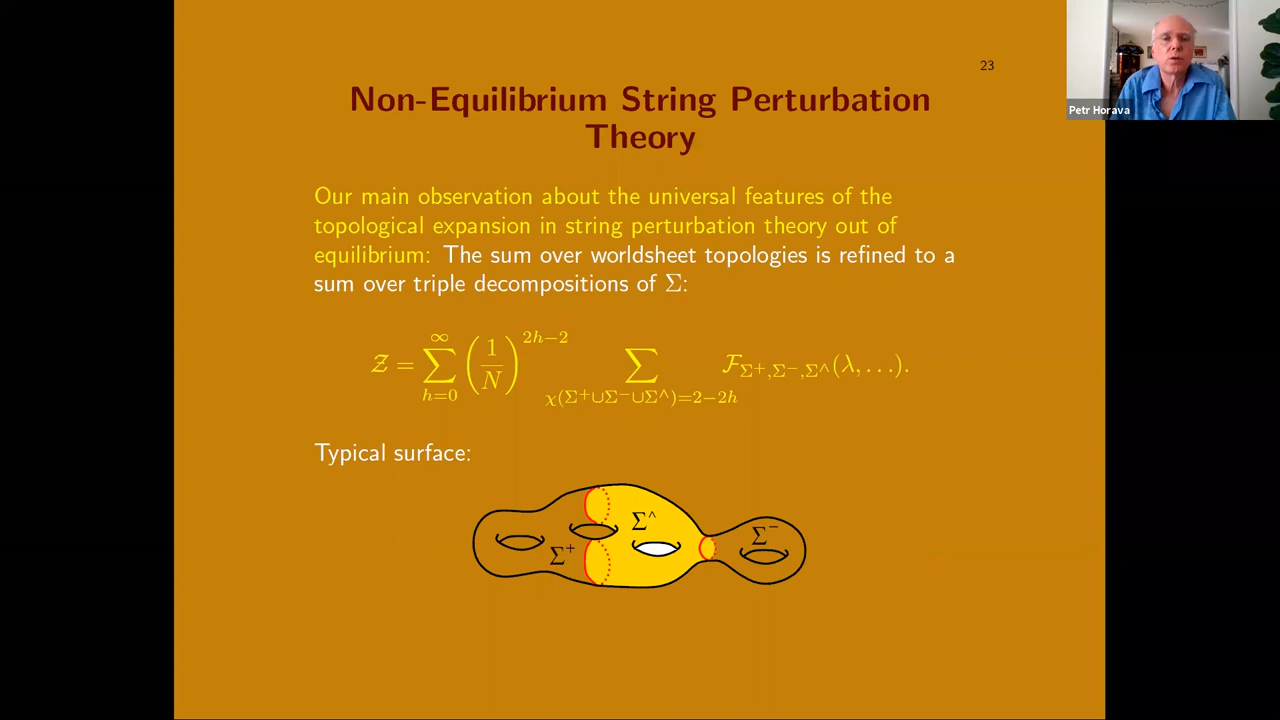 23
Non-Equilibrium String Perturbation
Theory
Our main observation about the universal features of the
topological expansion in string perturbation theory out of
equilibrium: The sum over worldsheet topologies is refined to a
sum over triple decompositions of Σ:
𝒵 = ∑_{h=0}^{∞} (1/N)^{2h−2} ∑_{χ(Σ⁺∪Σ⁻∪Σ^∧)=2−2h} ℱ_{Σ⁺,Σ⁻,Σ^∧}(λ, …).
Typical surface:
Σ^∧
Σ⁻
Σ⁺
Petr Horava